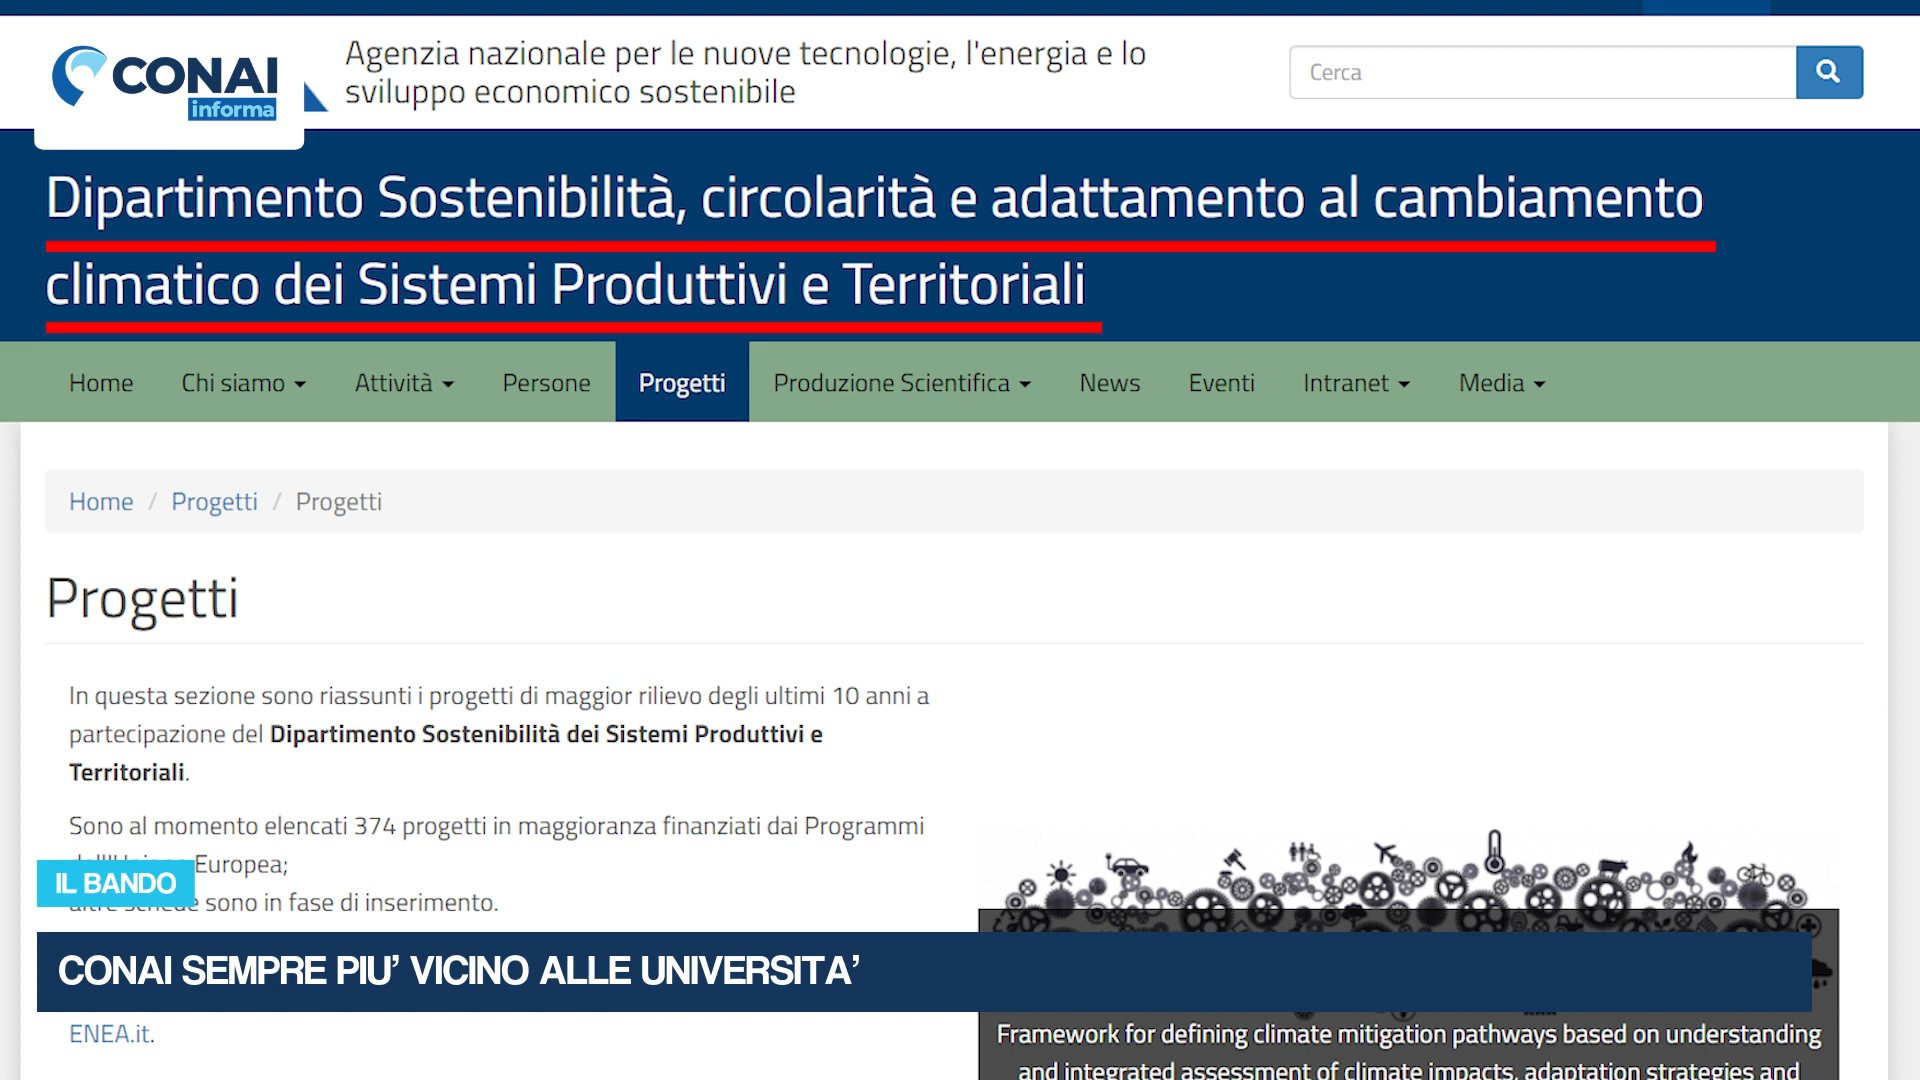 CONAI
informa
Agenzia nazionale per le nuove tecnologie, l'energia e lo
sviluppo economico sostenibile
Cerca
Dipartimento Sostenibilità, circolarità e adattamento al cambiamento
climatico dei Sistemi Produttivi e Territoriali
Home Chi siamo Attività Persone Progetti Produzione Scientifica News Eventi Intranet Media
Home / Progetti / Progetti
Progetti
In questa sezione sono riassunti i progetti di maggior rilievo degli ultimi 10 anni a
partecipazione del Dipartimento Sostenibilità dei Sistemi Produttivi e
Territoriali.
Sono al momento elencati 374 progetti in maggioranza finanziati dai Programmi
Europea;
IL BANDO
sono in fase di inserimento.
CONAI SEMPRE PIU’ VICINO ALLE UNIVERSITA’
ENEA.it.
Framework for defining climate mitigation pathways based on understanding
and integrated assessment of climate impacts, adaptation strategies and